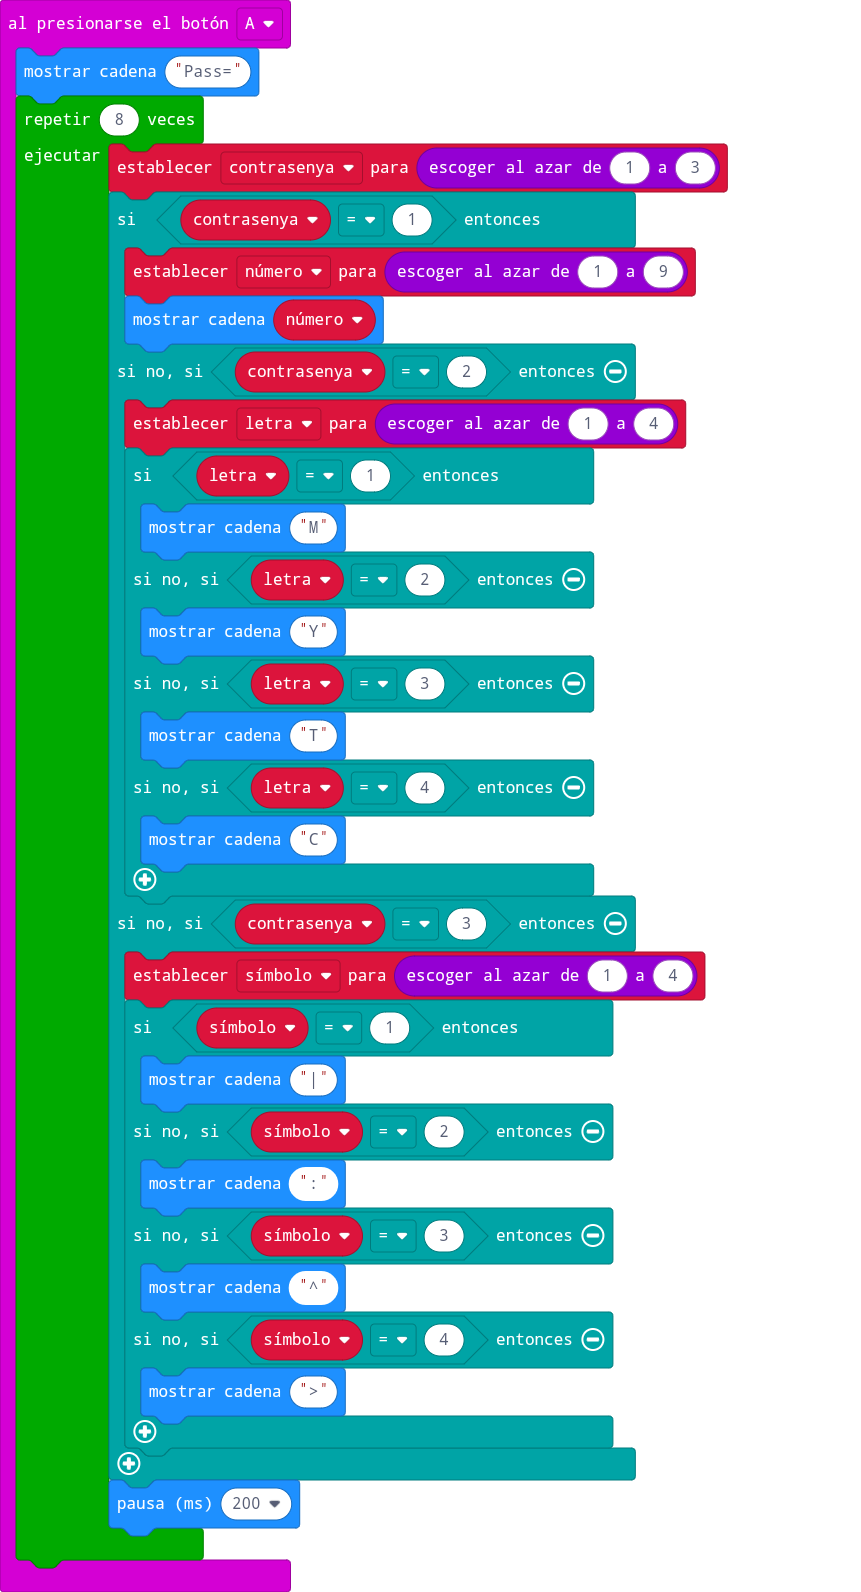 al presionarse el botón A
mostrar cadena "Pass="
repetir 8 veces
ejecutar
establecer contrasenya para escoger al azar de 1 a 3
si contrasenya = 1 entonces
establecer número para escoger al azar de 1 a 9
mostrar cadena número
si no, si contrasenya = 2 entonces
establecer letra para escoger al azar de 1 a 4
si letra = 1 entonces
mostrar cadena "M"
si no, si letra = 2 entonces
mostrar cadena "Y"
si no, si letra = 3 entonces
mostrar cadena "T"
si no, si letra = 4 entonces
mostrar cadena "C"
si no, si contrasenya = 3 entonces
establecer símbolo para escoger al azar de 1 a 4
si símbolo = 1 entonces
mostrar cadena "|"
si no, si símbolo = 2 entonces
mostrar cadena ":"
si no, si símbolo = 3 entonces
mostrar cadena "^"
si no, si símbolo = 4 entonces
mostrar cadena ">"
pausa (ms) 200